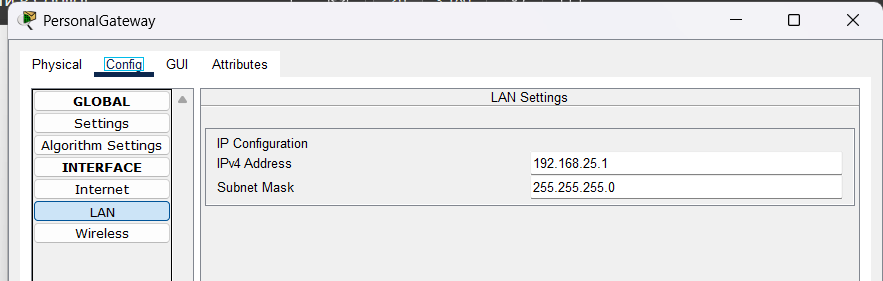 PersonalGateway
Physical Config GUI Attributes
GLOBAL
Settings
Algorithm Settings
INTERFACE
Internet
LAN
Wireless
LAN Settings
IP Configuration
IPv4 Address 192.168.25.1
Subnet Mask 255.255.255.0